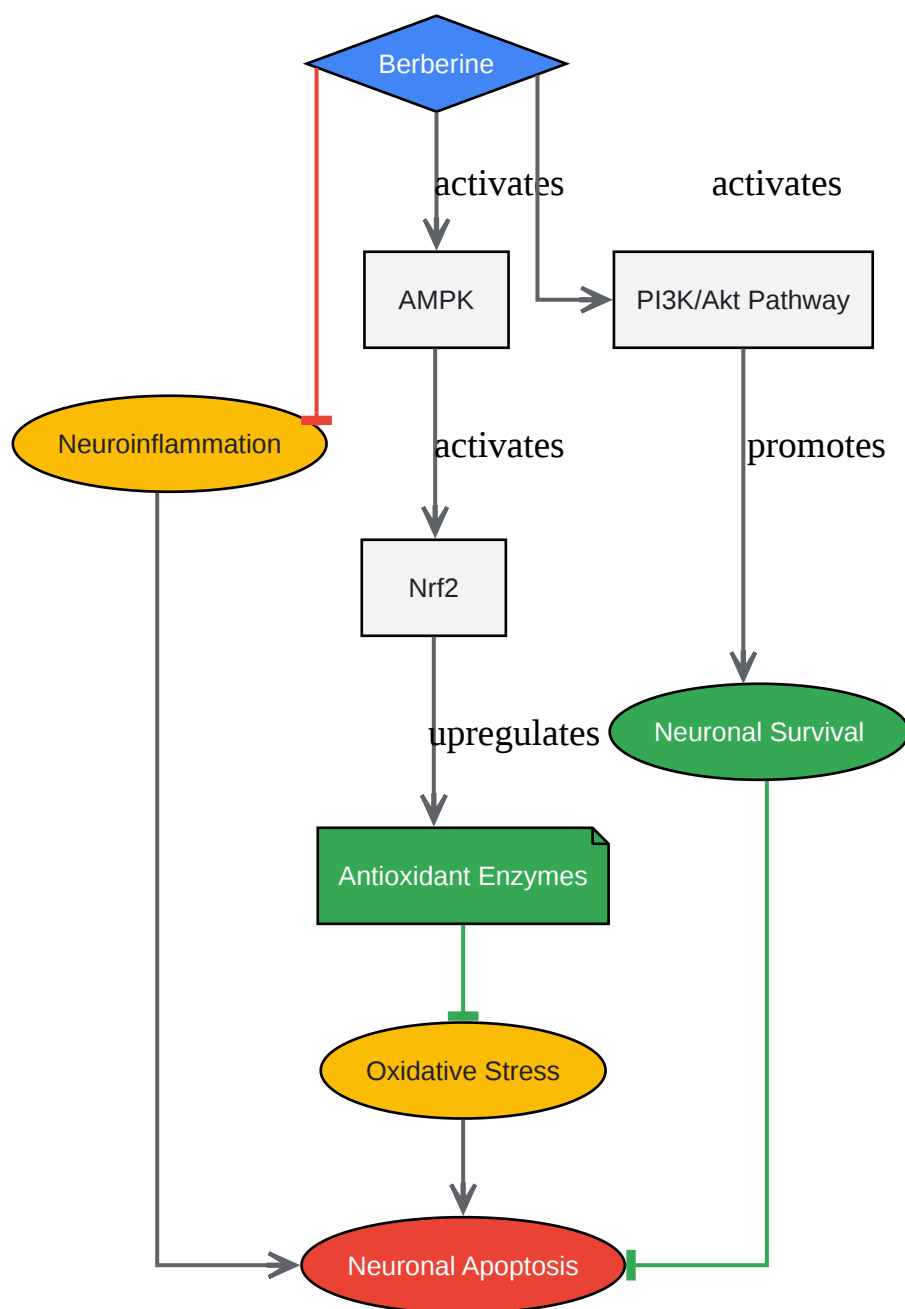 Berberine
activates
activates
AMPK
PI3K/Akt Pathway
Neuroinflammation
activates
promotes
Nrf2
upregulates
Neuronal Survival
Antioxidant Enzymes
Oxidative Stress
Neuronal Apoptosis